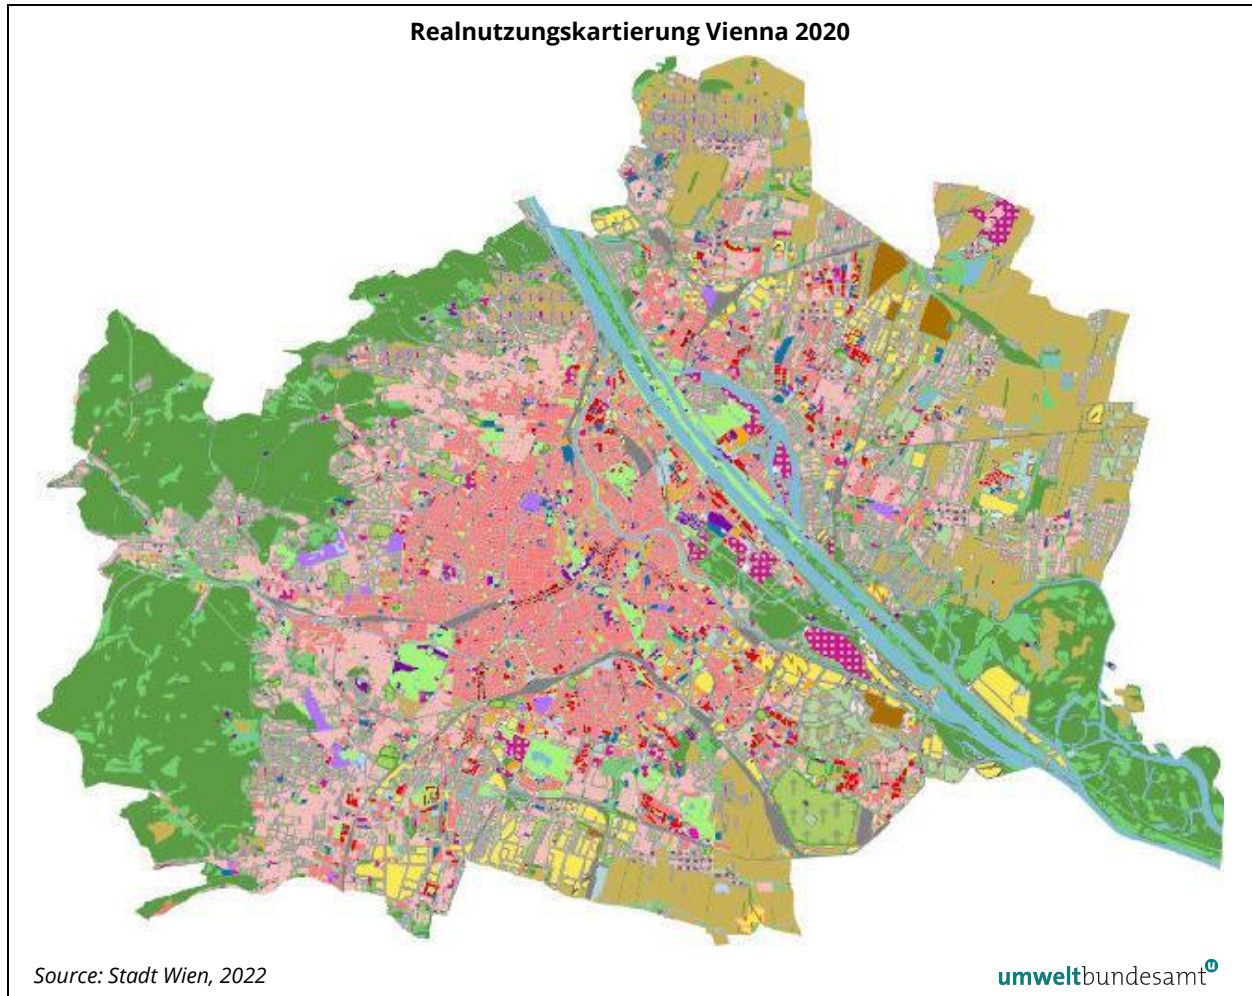 Realnutzungskartierung Vienna 2020
Source: Stadt Wien, 2022
umweltbundesamt
u